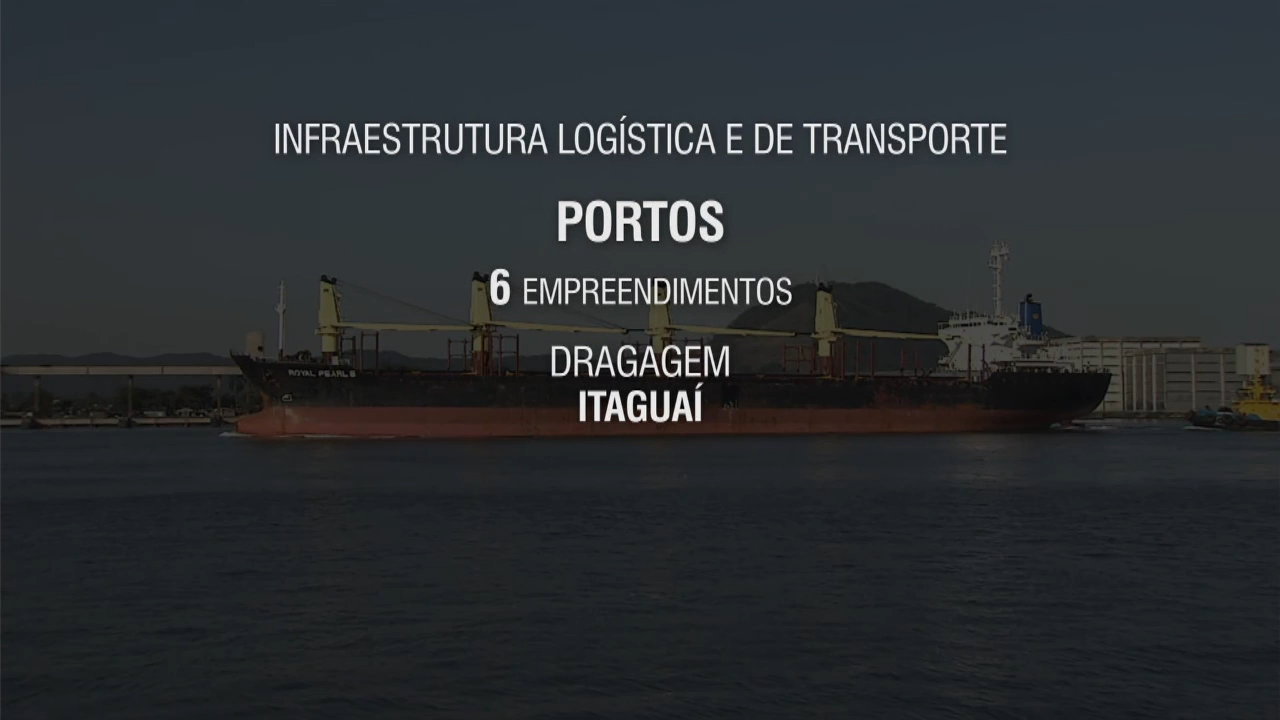 INFRAESTRUTURA LOGÍSTICA E DE TRANSPORTE
PORTOS
6 EMPREENDIMENTOS
DRAGAGEM
ITAGUAÍ